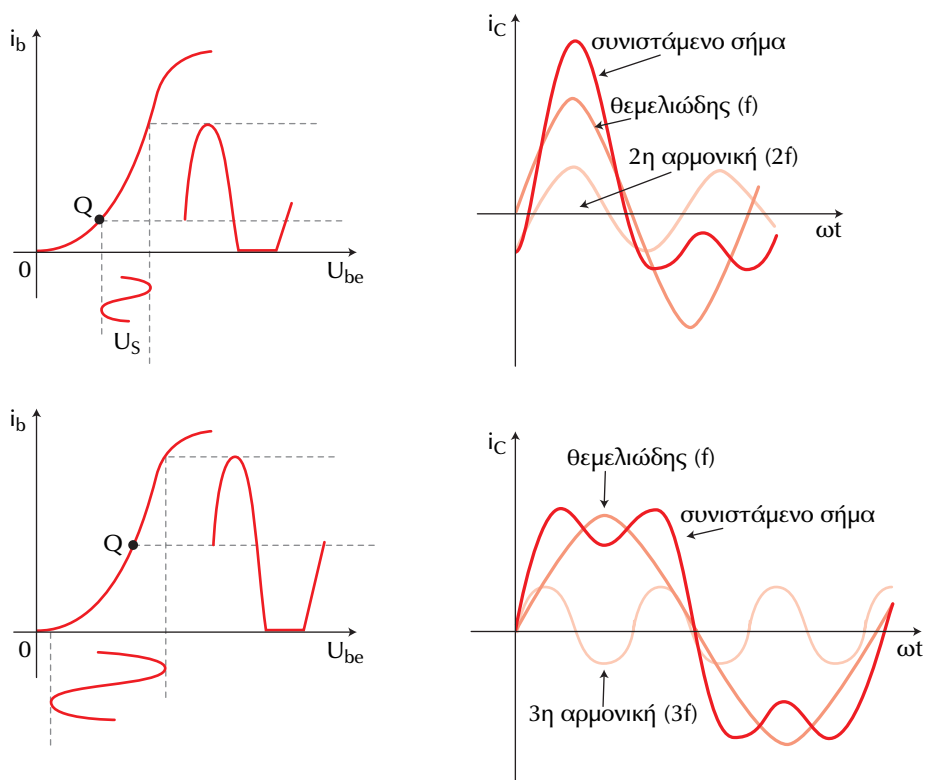 i_b
Q
0
U_be
U_S
i_C
συνιστάμενο σήμα
θεμελιώδης (f)
2η αρμονική (2f)
ωt
i_b
Q
0
U_be
i_C
θεμελιώδης (f)
συνιστάμενο σήμα
ωt
3η αρμονική (3f)